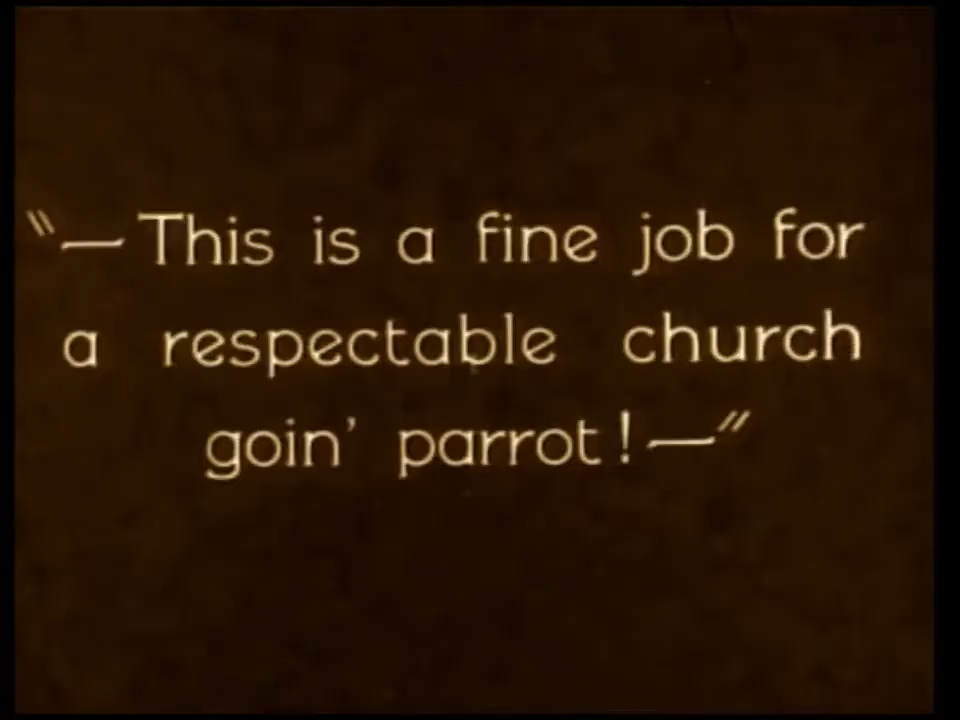 "—This is a fine job for
a respectable church
goin' parrot!—"